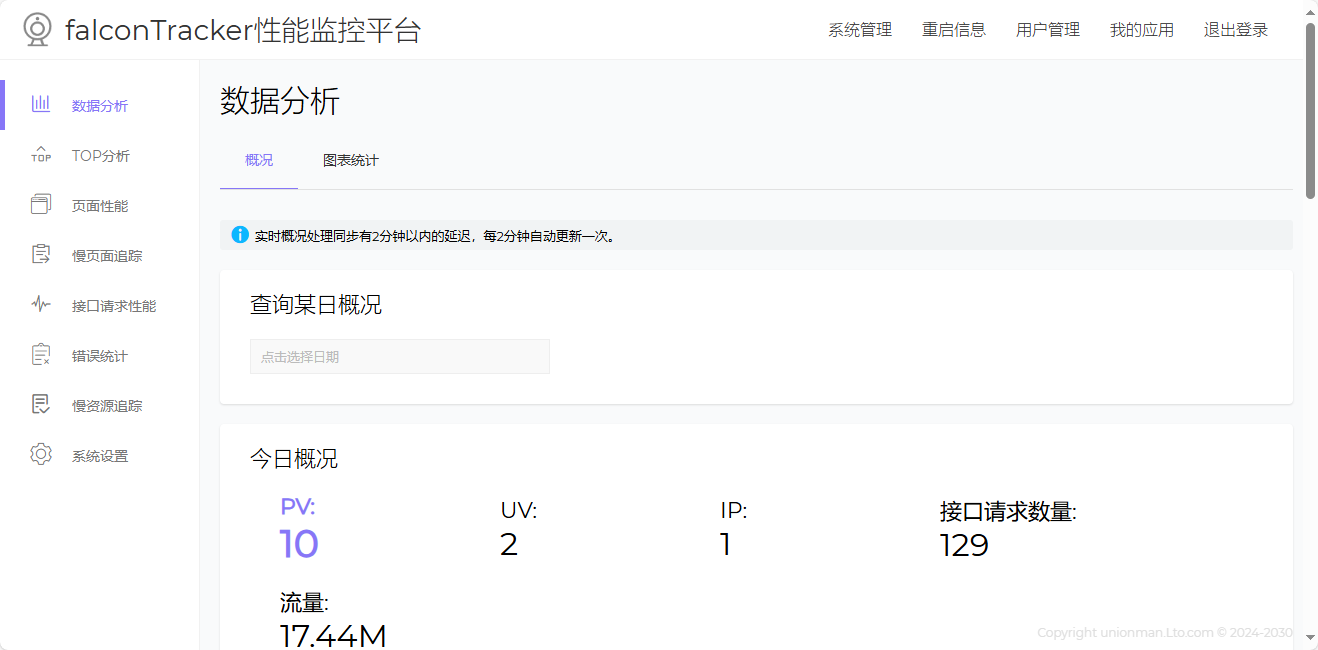 falconTracker性能监控平台
系统管理 重启信息 用户管理 我的应用 退出登录
数据分析
TOP分析
页面性能
慢页面追踪
接口请求性能
错误统计
慢资源追踪
系统设置
数据分析
概况 图表统计
实时概况处理同步有2分钟以内的延迟，每2分钟自动更新一次。
查询某日概况
点击选择日期
今日概况
PV:
10
UV:
2
IP:
1
接口请求数量:
129
流量:
17.44M
Copyright unionman.Lto.com © 2024-2030